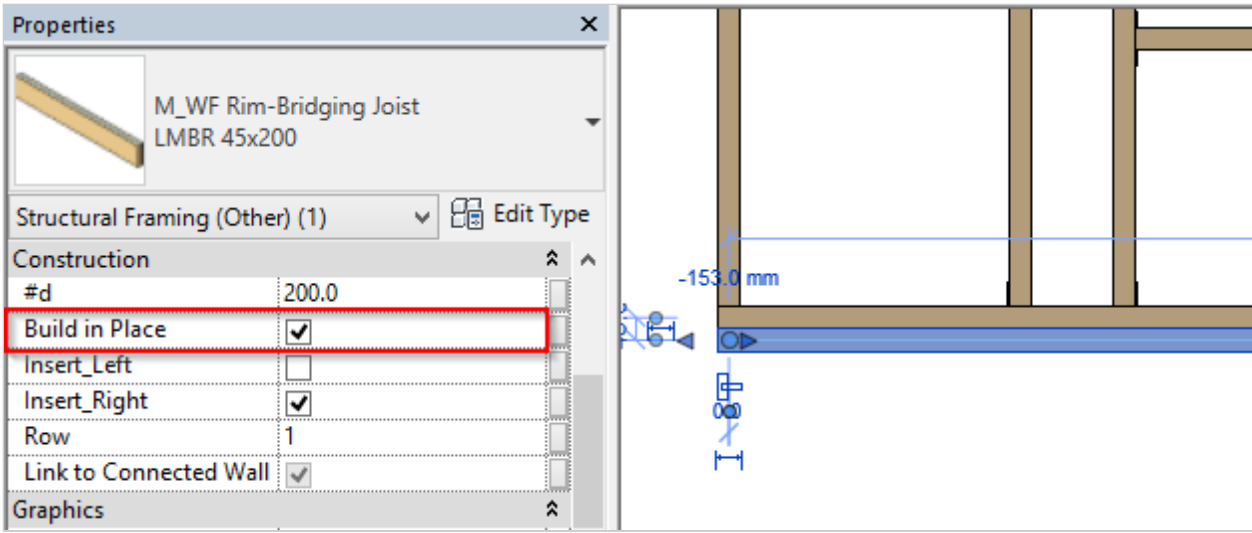 Properties
M_WF Rim-Bridging Joist
LMBR 45x200
Structural Framing (Other) (1)
Edit Type
Construction
#d 200.0
Build in Place
Insert_Left
Insert_Right
Row 1
Link to Connected Wall
Graphics
-153.0 mm